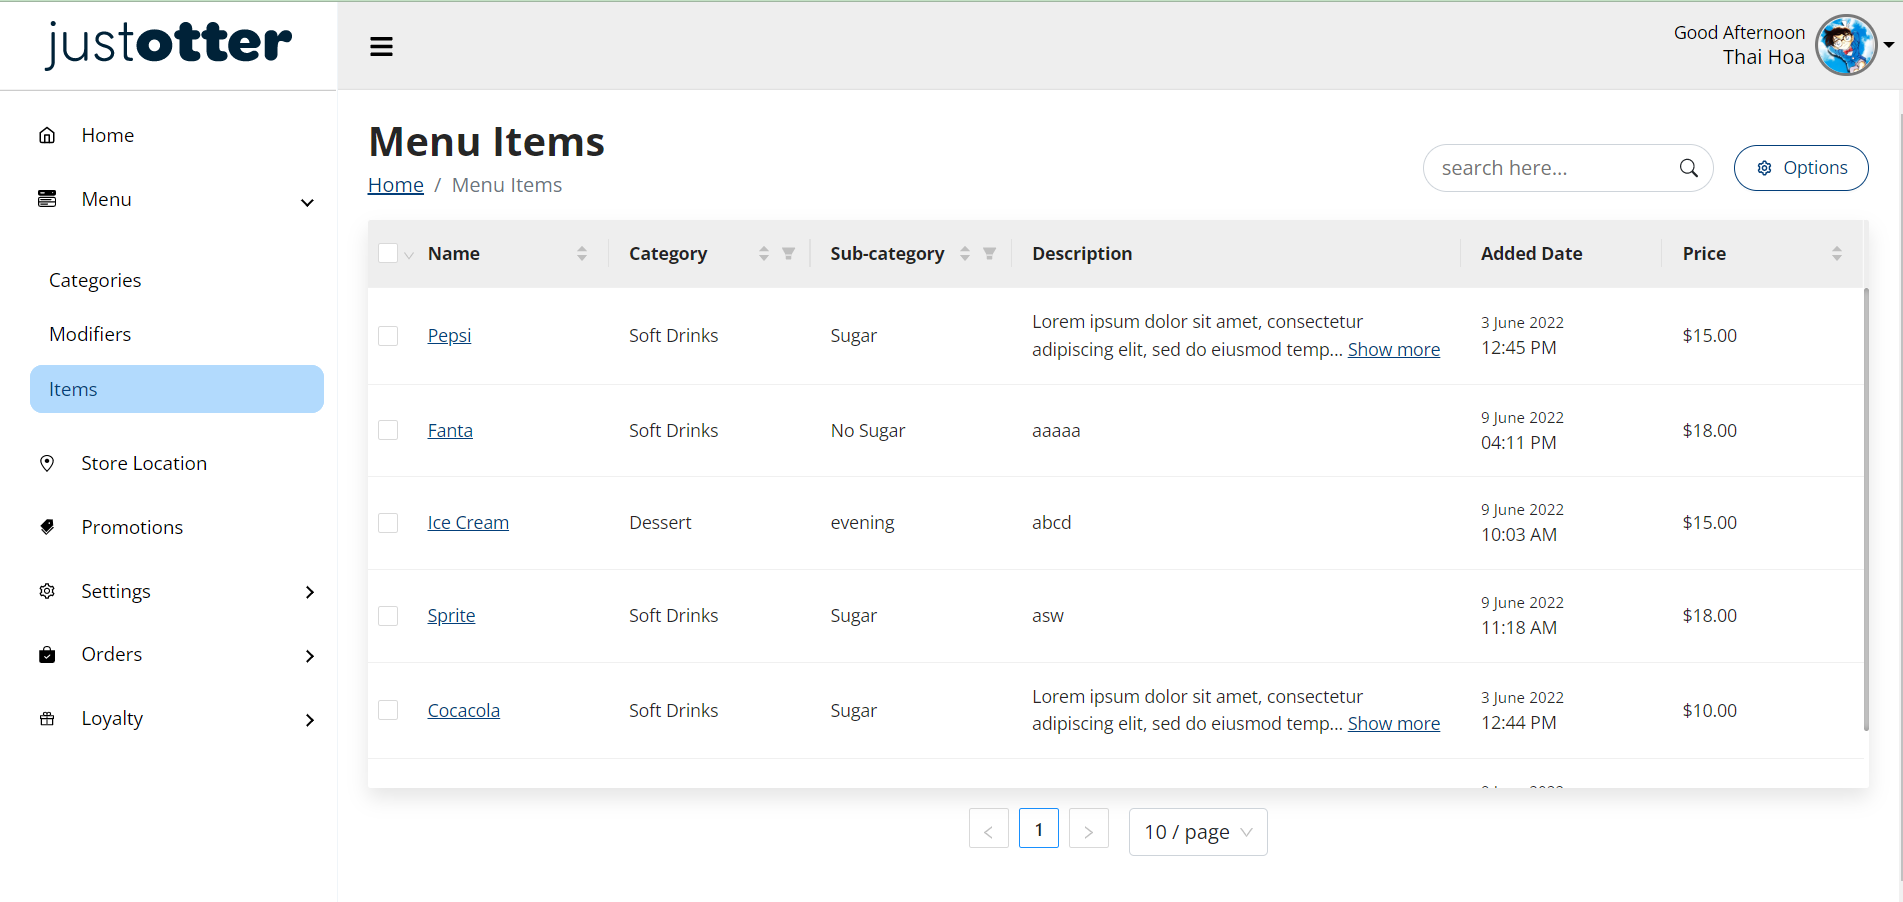 justotter
Good Afternoon
Thai Hoa
Home
Menu
Categories
Modifiers
Items
Store Location
Promotions
Settings
Orders
Loyalty
Menu Items
Home / Menu Items
search here...
Options
Name Category Sub-category Description Added Date Price
Pepsi Soft Drinks Sugar Lorem ipsum dolor sit amet, consectetur
adipiscing elit, sed do eiusmod temp... Show more
3 June 2022
12:45 PM
$15.00
Fanta Soft Drinks No Sugar aaaaa
9 June 2022
04:11 PM
$18.00
Ice Cream Dessert evening abcd
9 June 2022
10:03 AM
$15.00
Sprite Soft Drinks Sugar asw
9 June 2022
11:18 AM
$18.00
Cocacola Soft Drinks Sugar Lorem ipsum dolor sit amet, consectetur
adipiscing elit, sed do eiusmod temp... Show more
3 June 2022
12:44 PM
$10.00
< 1 > 10 / page